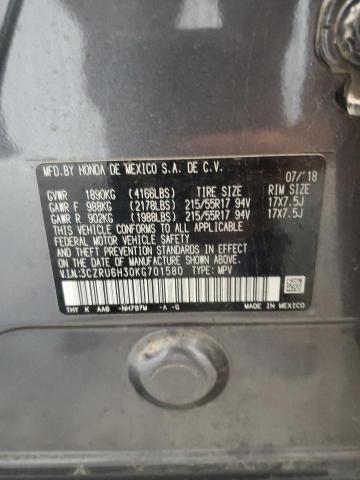 MFD.BY HONDA DE MEXICO S.A. DE C.V.
07/'18
GVWR 1890KG (4166LBS) TIRE SIZE RIM SIZE
GAWR F 988KG (2178LBS) 215/55R17 94V 17X7.5J
GAWR R 902KG (1988LBS) 215/55R17 94V 17X7.5J
THIS VEHICLE CONFORMS TO ALL APPLICABLE
FEDERAL MOTOR VEHICLE SAFETY, BUMPER,
AND THEFT PREVENTION STANDARDS IN EFFECT
ON THE DATE OF MANUFACTURE SHOWN ABOVE.
V.I.N.:3CZRU6H30KG701580 TYPE: MPV
THY K AAB -NH797M -A -G MADE IN MEXICO